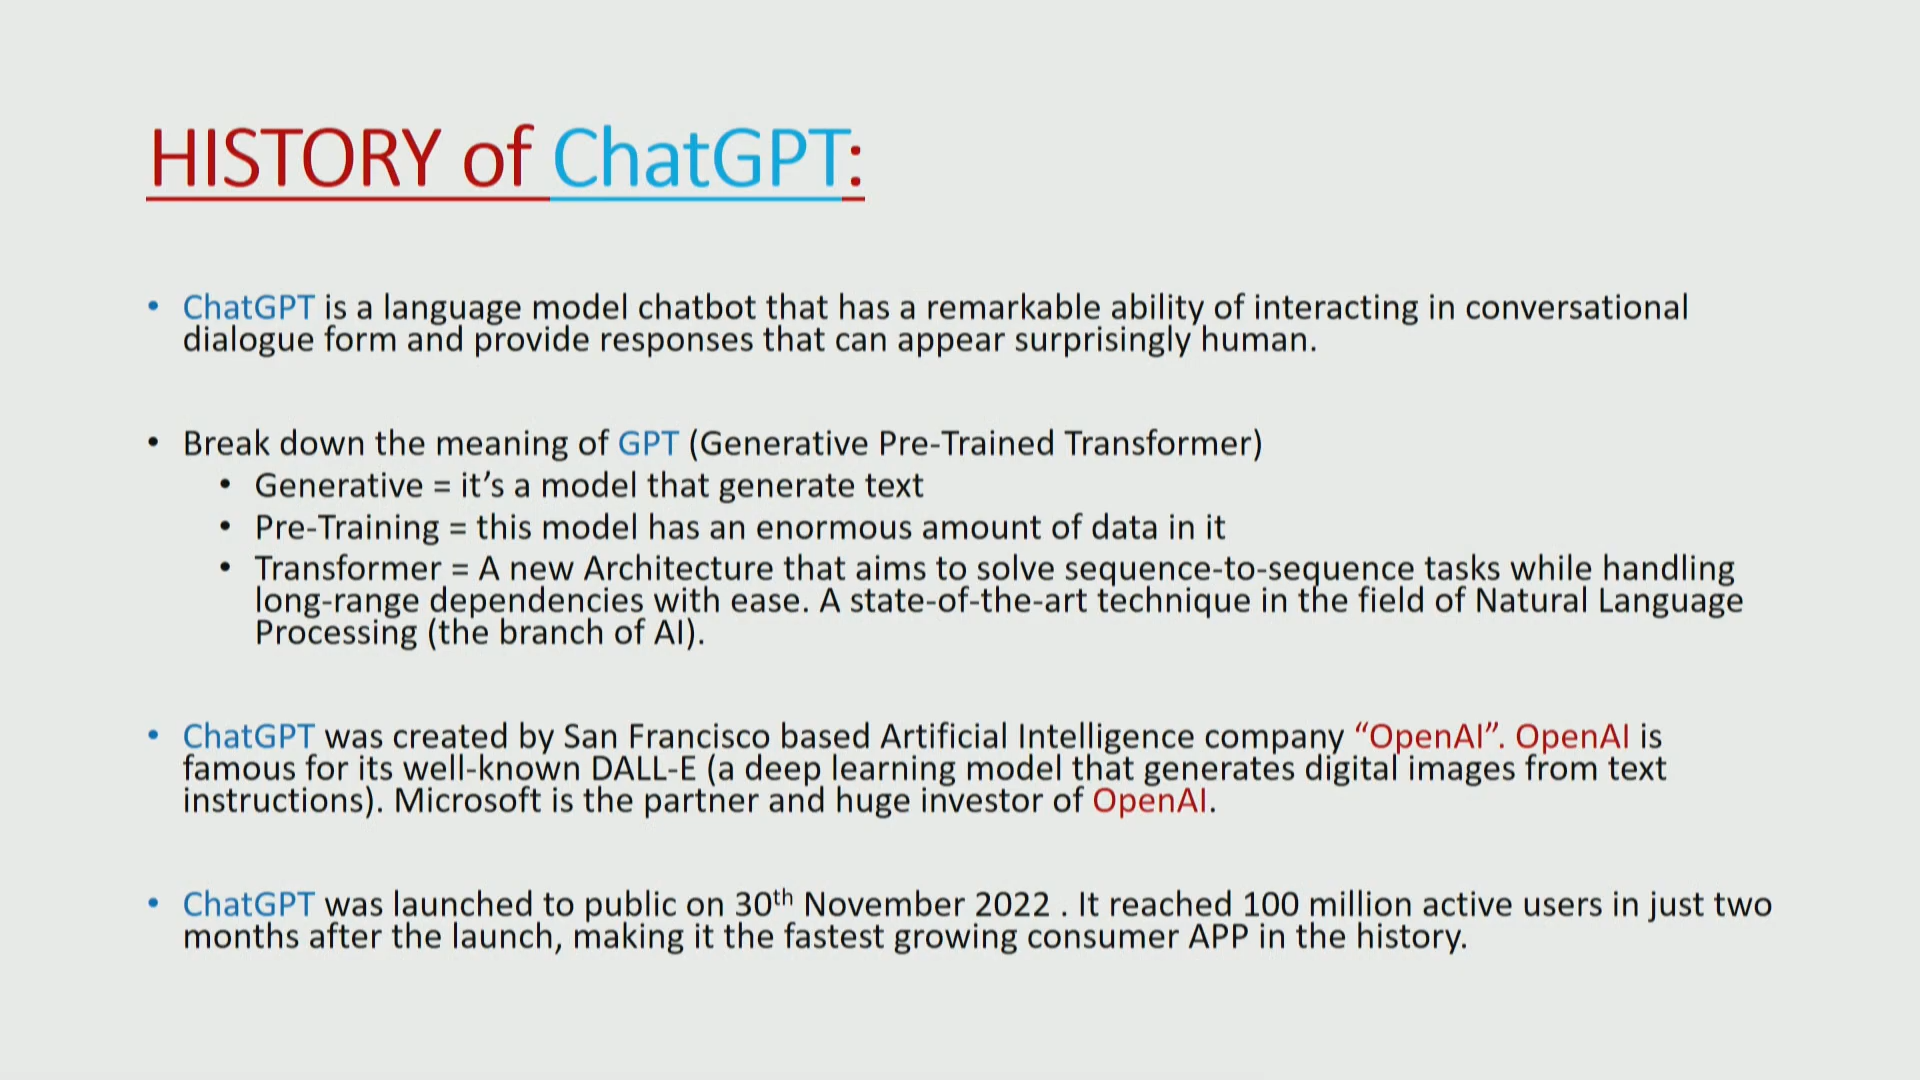 HISTORY of ChatGPT:
• ChatGPT is a language model chatbot that has a remarkable ability of interacting in conversational
dialogue form and provide responses that can appear surprisingly human.
• Break down the meaning of GPT (Generative Pre-Trained Transformer)
• Generative = it’s a model that generate text
• Pre-Training = this model has an enormous amount of data in it
• Transformer = A new Architecture that aims to solve sequence-to-sequence tasks while handling
long-range dependencies with ease. A state-of-the-art technique in the field of Natural Language
Processing (the branch of AI).
• ChatGPT was created by San Francisco based Artificial Intelligence company “OpenAI”. OpenAI is
famous for its well-known DALL-E (a deep learning model that generates digital images from text
instructions). Microsoft is the partner and huge investor of OpenAI.
• ChatGPT was launched to public on 30th November 2022 . It reached 100 million active users in just two
months after the launch, making it the fastest growing consumer APP in the history.